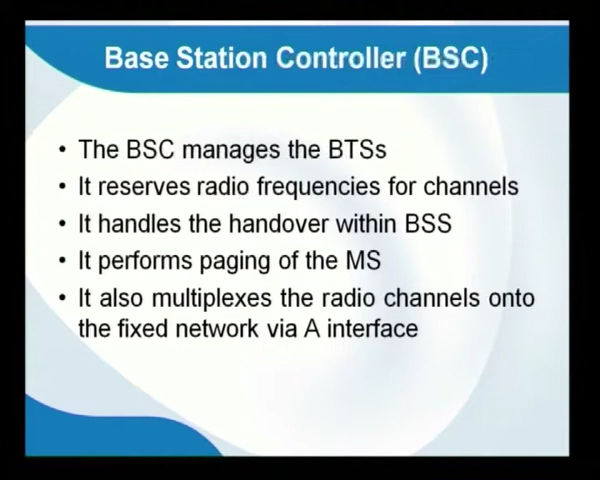 Base Station Controller (BSC)
• The BSC manages the BTSs
• It reserves radio frequencies for channels
• It handles the handover within BSS
• It performs paging of the MS
• It also multiplexes the radio channels onto
the fixed network via A interface